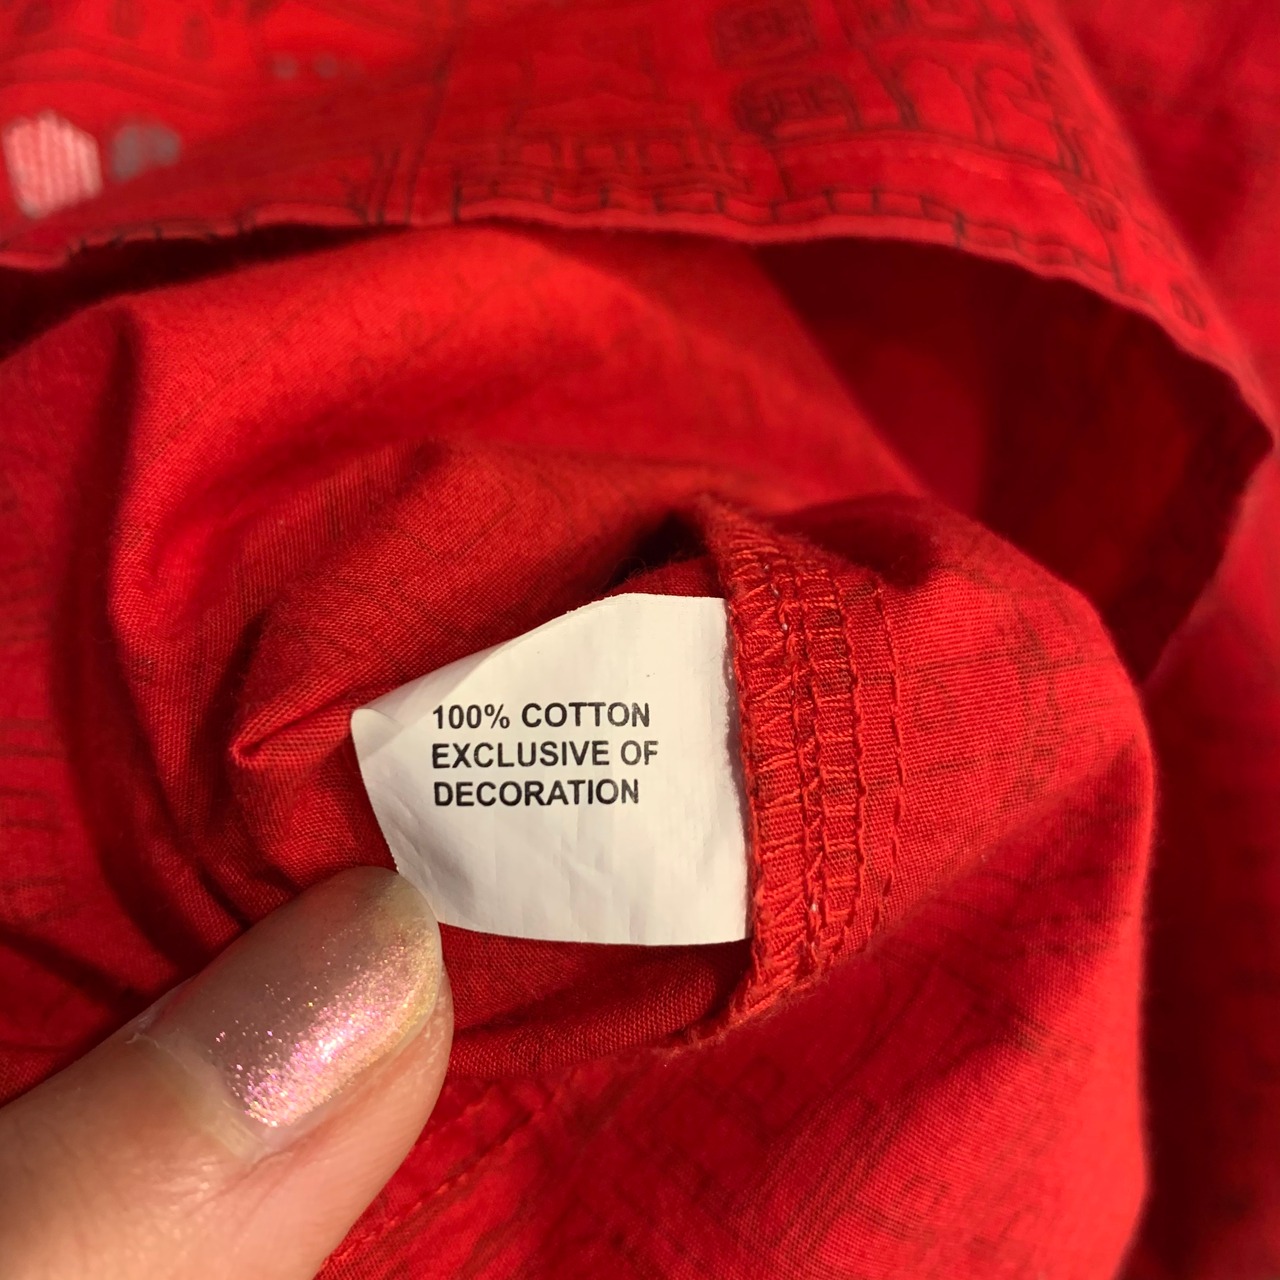 100% COTTON
EXCLUSIVE OF
DECORATION